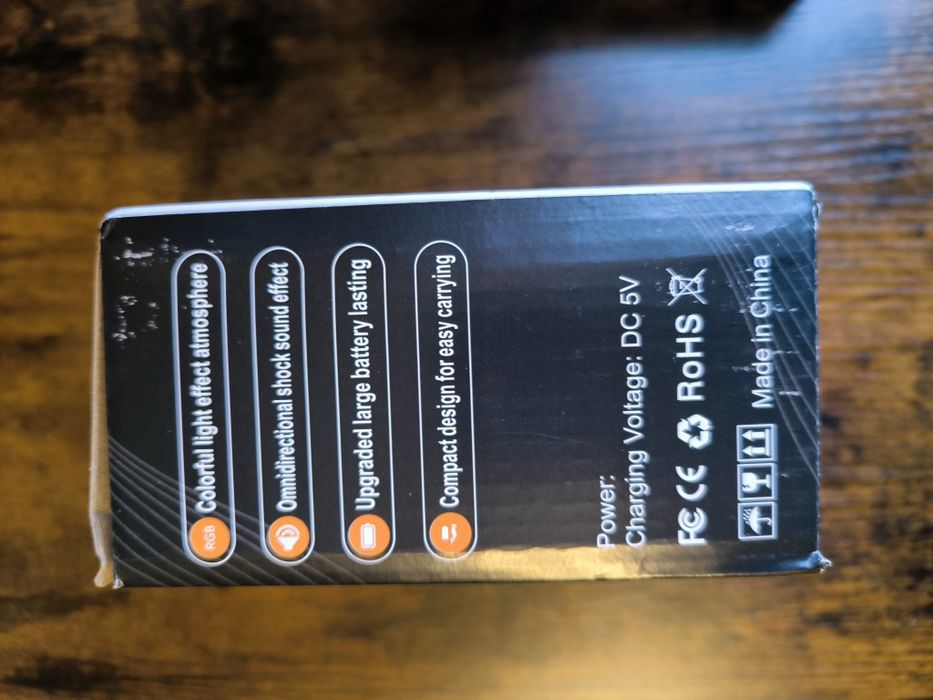 RGB Colorful light effect atmosphere
Omnidirectional shock sound effect
Upgraded large battery lasting
Compact design for easy carrying
Power:
Charging Voltage: DC 5V
FC CE RoHS
Made in China